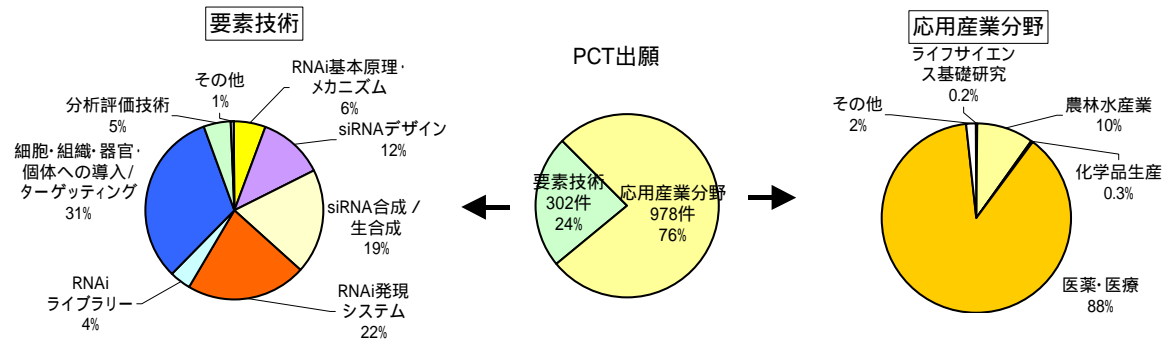 要素技術
その他
1%
RNAi基本原理・
メカニズム
6%
分析評価技術
5%
siRNAデザイン
12%
細胞・組織・器官・
個体への導入/
ターゲッティング
31%
siRNA合成/
生合成
19%
RNAi
ライブラリー
4%
RNAi発現
システム
22%
PCT出願
要素技術
302件
24%
応用産業分野
978件
76%
応用産業分野
ライフサイエン
ス基礎研究
0.2%
その他
2%
農林水産業
10%
化学品生産
0.3%
医薬・医療
88%